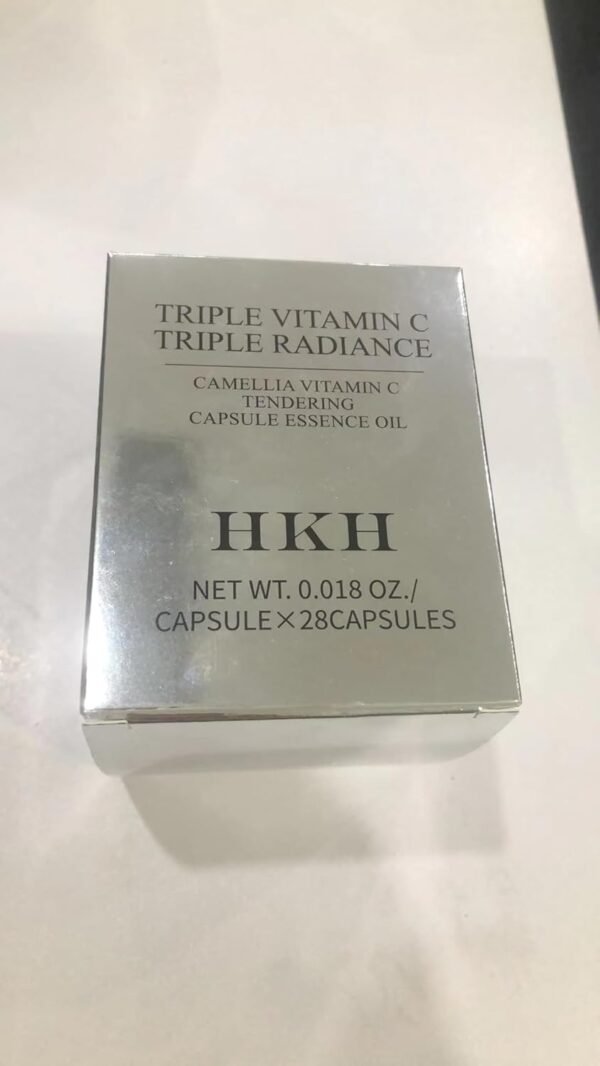 TRIPLE VITAMIN C
TRIPLE RADIANCE
CAMELLIA VITAMIN C
TENDERING
CAPSULE ESSENCE OIL
HKH
NET WT. 0.018 OZ./
CAPSULE×28CAPSULES